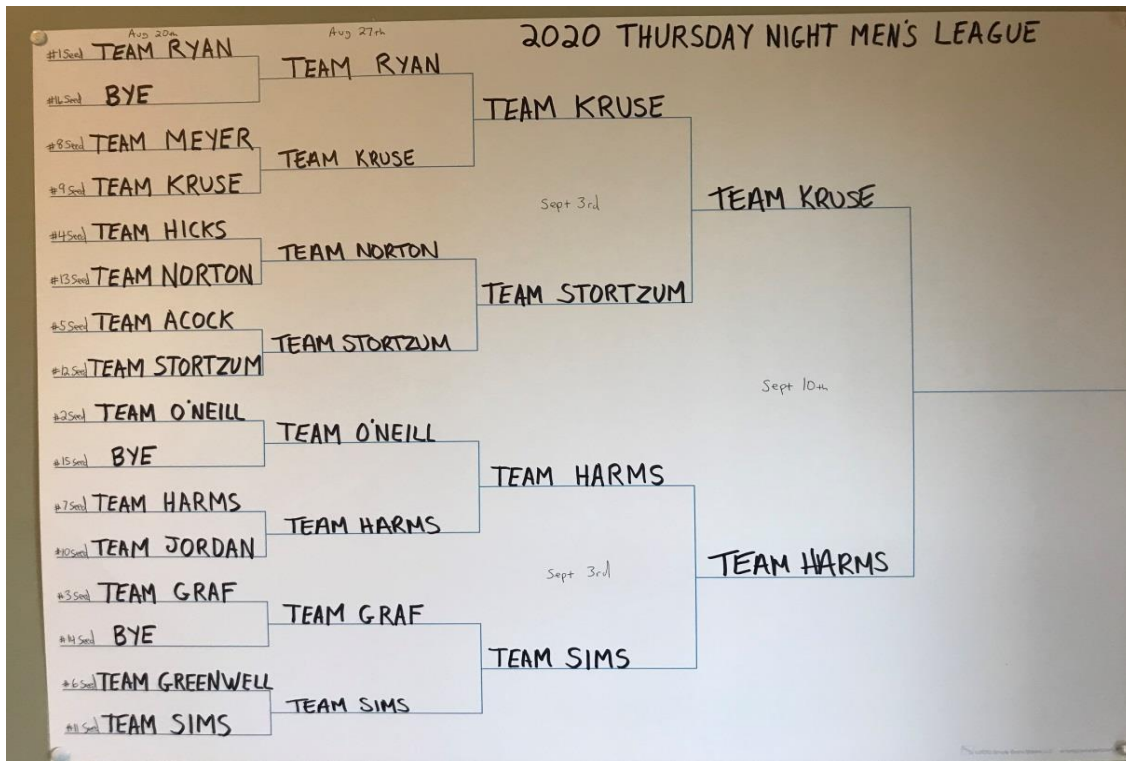 2020 THURSDAY NIGHT MEN'S LEAGUE
Aug 20th
#1 Seed TEAM RYAN
#16 Seed BYE
#8 Seed TEAM MEYER
#9 Seed TEAM KRUSE
#4 Seed TEAM HICKS
#13 Seed TEAM NORTON
#5 Seed TEAM ACOCK
#12 Seed TEAM STORTZUM
#2 Seed TEAM O'NEILL
#15 Seed BYE
#7 Seed TEAM HARMS
#10 Seed TEAM JORDAN
#3 Seed TEAM GRAF
#14 Seed BYE
#6 Seed TEAM GREENWELL
#11 Seed TEAM SIMS
Aug 27th
TEAM RYAN
TEAM KRUSE
TEAM NORTON
TEAM STORTZUM
TEAM O'NEILL
TEAM HARMS
TEAM GRAF
TEAM SIMS
TEAM KRUSE
Sept 3rd
TEAM STORTZUM
TEAM HARMS
Sept 3rd
TEAM SIMS
TEAM KRUSE
Sept 10th
TEAM HARMS